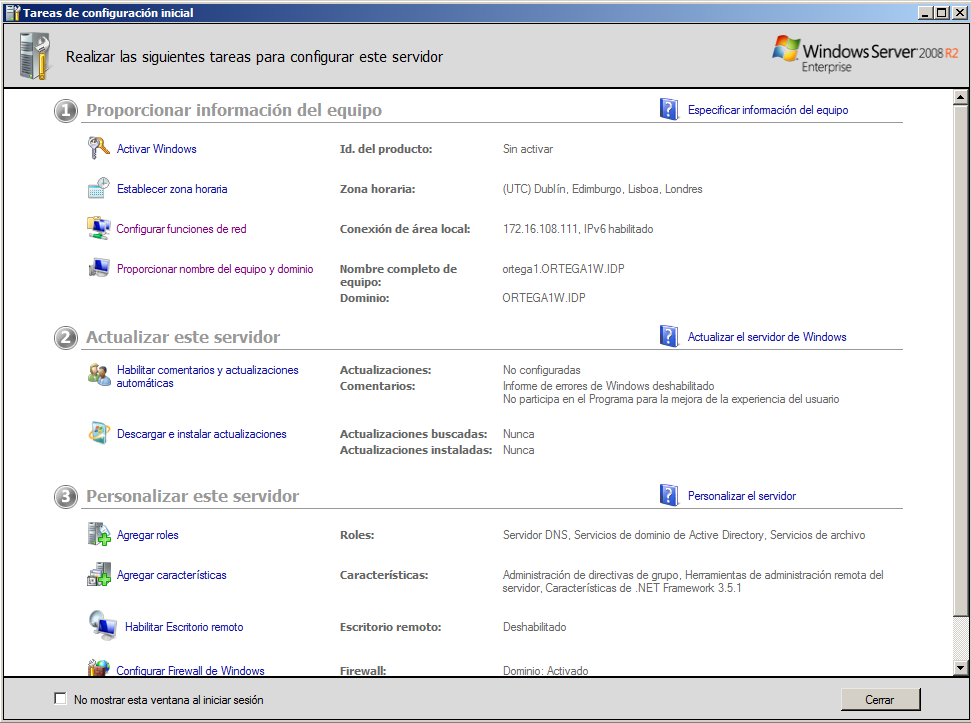 Tareas de configuración inicial
Realizar las siguientes tareas para configurar este servidor
Windows Server 2008 R2
Enterprise
1 Proporcionar información del equipo
Especificar información del equipo
Activar Windows
Id. del producto:
Sin activar
Establecer zona horaria
Zona horaria:
(UTC) Dublín, Edimburgo, Lisboa, Londres
Configurar funciones de red
Conexión de área local:
172.16.108.111, IPv6 habilitado
Proporcionar nombre del equipo y dominio
Nombre completo de
equipo:
ortega1.ORTEGA1W.IDP
Dominio:
ORTEGA1W.IDP
2 Actualizar este servidor
Actualizar el servidor de Windows
Habilitar comentarios y actualizaciones
automáticas
Actualizaciones:
No configuradas
Comentarios:
Informe de errores de Windows deshabilitado
No participa en el Programa para la mejora de la experiencia del usuario
Descargar e instalar actualizaciones
Actualizaciones buscadas:
Nunca
Actualizaciones instaladas:
Nunca
3 Personalizar este servidor
Personalizar el servidor
Agregar roles
Roles:
Servidor DNS, Servicios de dominio de Active Directory, Servicios de archivo
Agregar características
Características:
Administración de directivas de grupo, Herramientas de administración remota del
servidor, Características de .NET Framework 3.5.1
Habilitar Escritorio remoto
Escritorio remoto:
Deshabilitado
Configurar Firewall de Windows
Firewall:
Dominio: Activado
No mostrar esta ventana al iniciar sesión
Cerrar